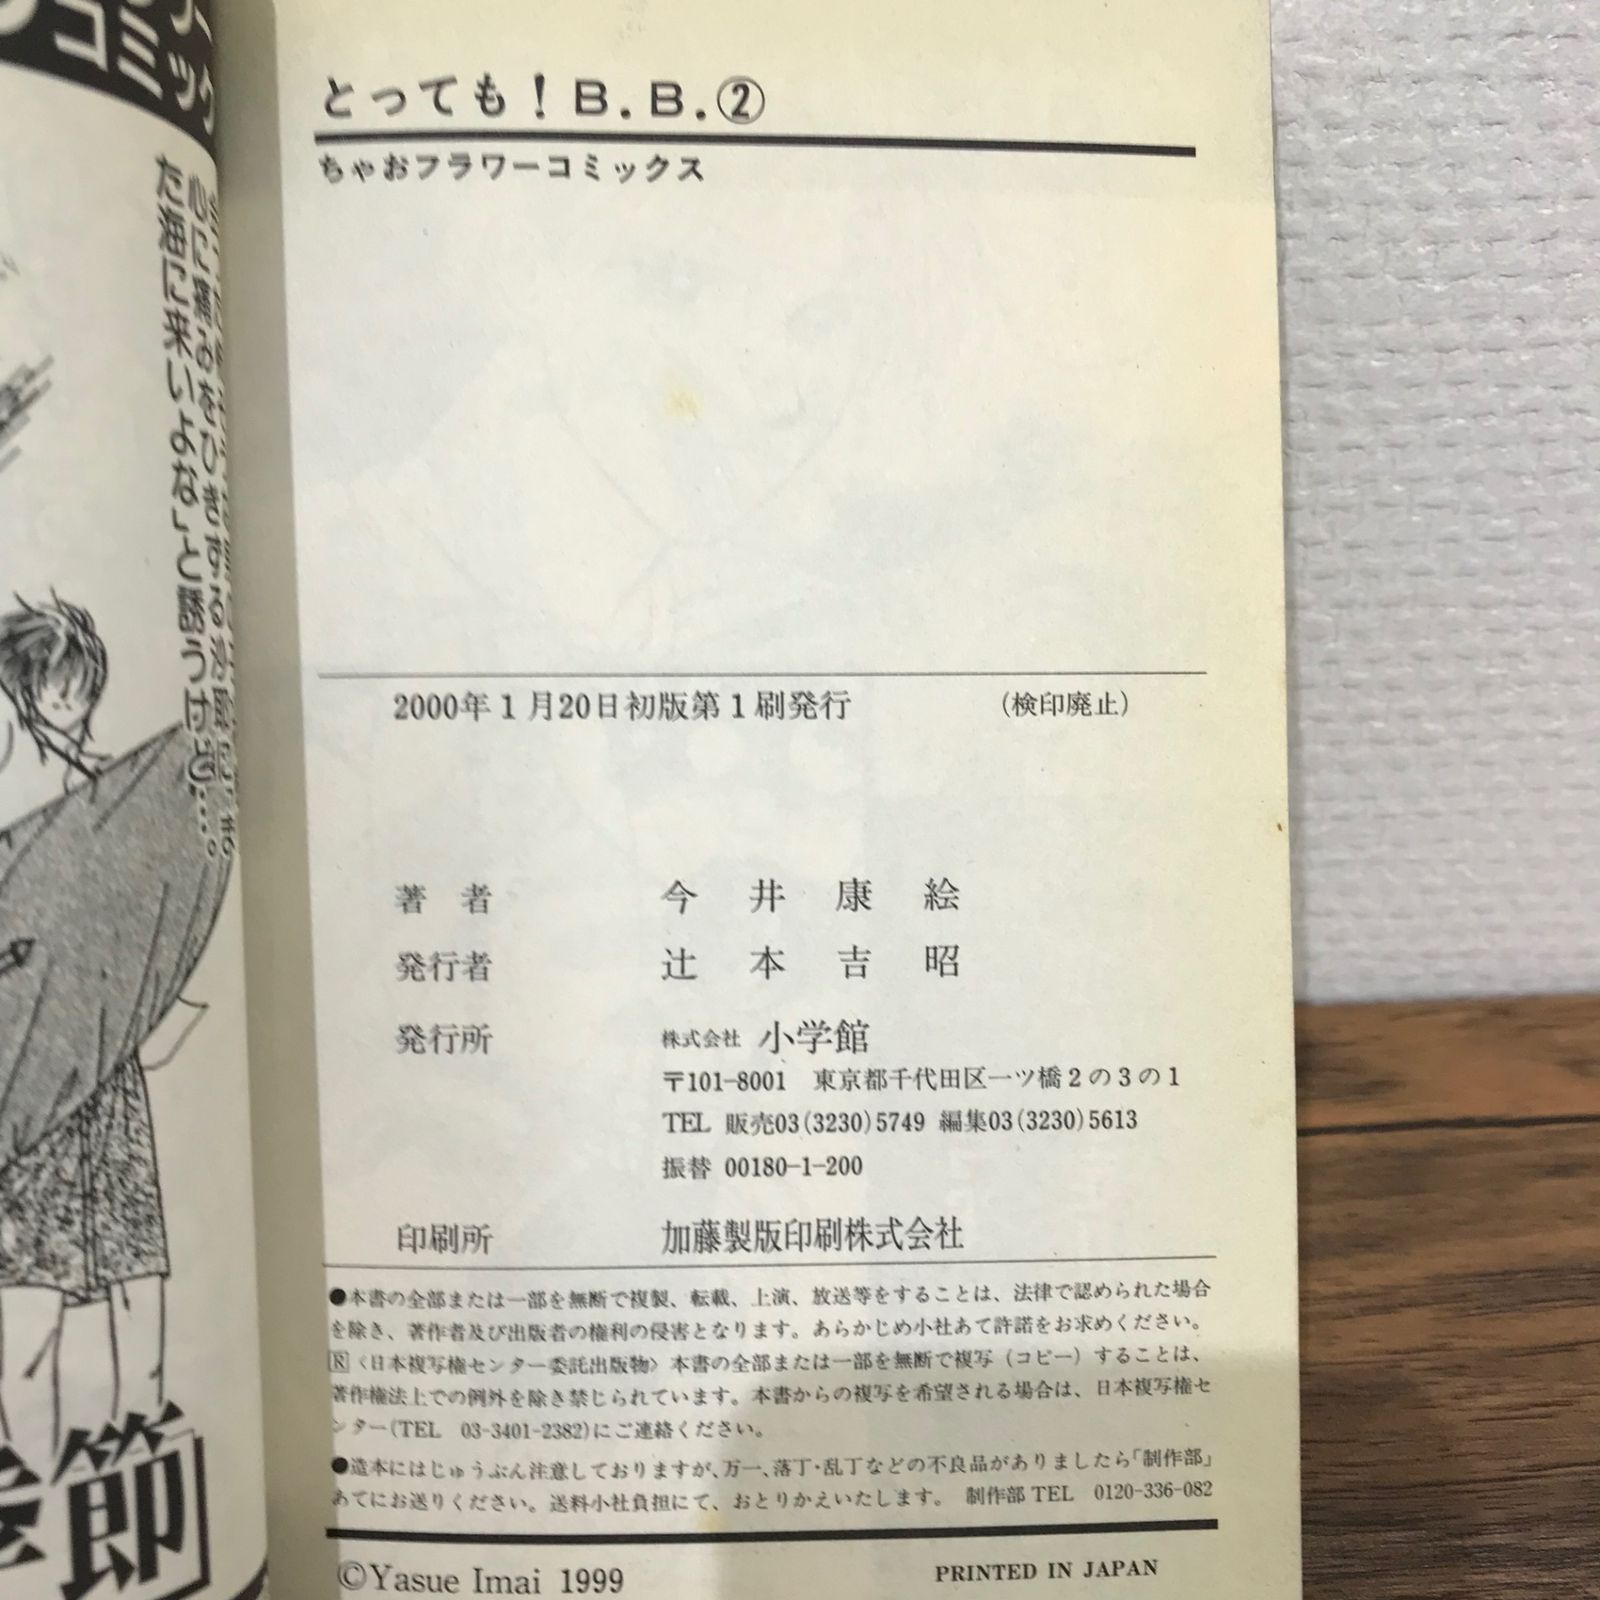 とっても！B.B.②
ちゃおフラワーコミックス
2000年1月20日初版第1刷発行 （検印廃止）
著者 今井康絵
発行者 辻本吉昭
発行所 株式会社 小学館
〒101-8001 東京都千代田区一ツ橋2の3の1
TEL 販売03(3230)5749 編集03(3230)5613
振替 00180-1-200
印刷所 加藤製版印刷株式会社
●本書の全部または一部を無断で複製、転載、上演、放送等をすることは、法律で認められた場合
を除き、著作者及び出版者の権利の侵害となります。あらかじめ小社あて許諾をお求めください。
R〈日本複写権センター委託出版物〉本書の全部または一部を無断で複写（コピー）することは、
著作権法上での例外を除き禁じられています。本書からの複写を希望される場合は、日本複写権セ
ンター(TEL 03-3401-2382)にご連絡ください。
●造本にはじゅうぶん注意しておりますが、万一、落丁・乱丁などの不良品がありましたら「制作部」
あてにお送りください。送料小社負担にて、おとりかえいたします。 制作部 TEL 0120-336-082
©Yasue Imai 1999 PRINTED IN JAPAN
コミック
心に痛みをひきずる沙耶に
た海に来いよな」と誘うけど…。
節